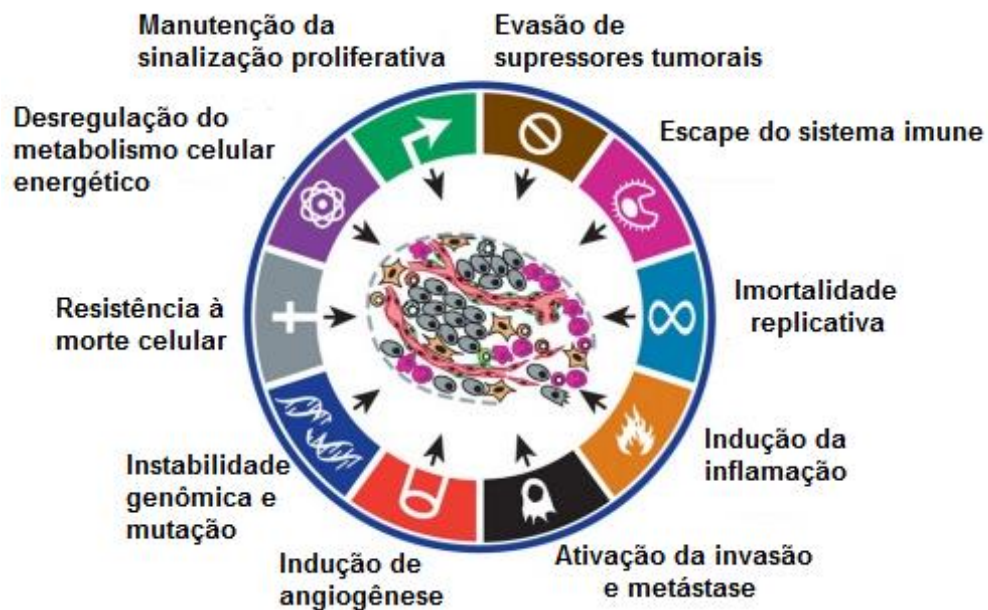 Manutenção da
sinalização proliferativa
Evasão de
supressores tumorais
Desregulação do
metabolismo celular
energético
Escape do sistema imune
Resistência à
morte celular
Imortalidade
replicativa
Instabilidade
genômica e
mutação
Indução da
inflamação
Indução de
angiogênese
Ativação da invasão
e metástase